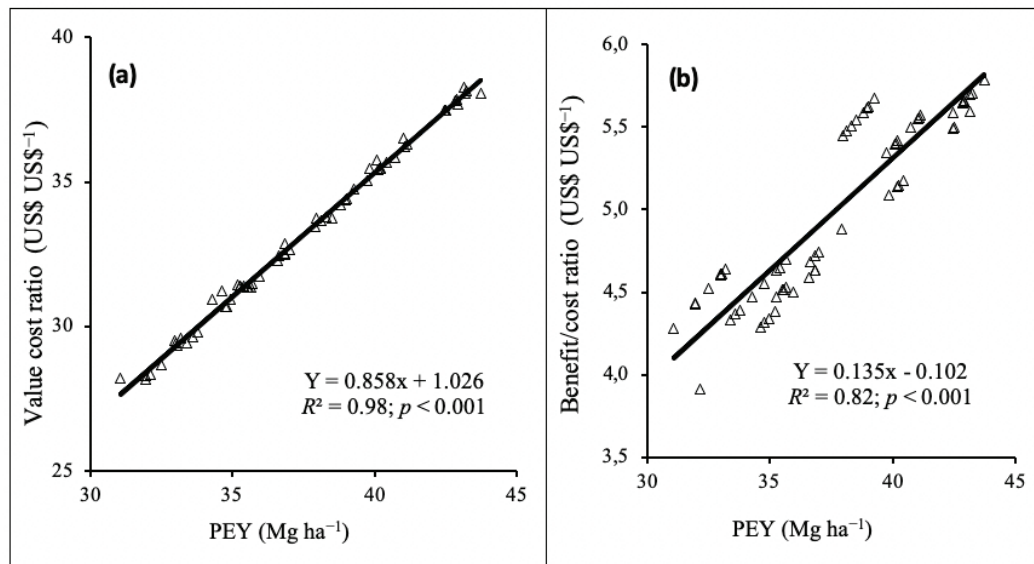 (a)
Value cost ratio (US$ US$⁻¹)
40
35
30
25
30
35
40
45
Y = 0.858x + 1.026
R² = 0.98; p < 0.001
PEY (Mg ha⁻¹)
(b)
Benefit/cost ratio (US$ US$⁻¹)
6,0
5,5
5,0
4,5
4,0
3,5
30
35
40
45
Y = 0.135x - 0.102
R² = 0.82; p < 0.001
PEY (Mg ha⁻¹)